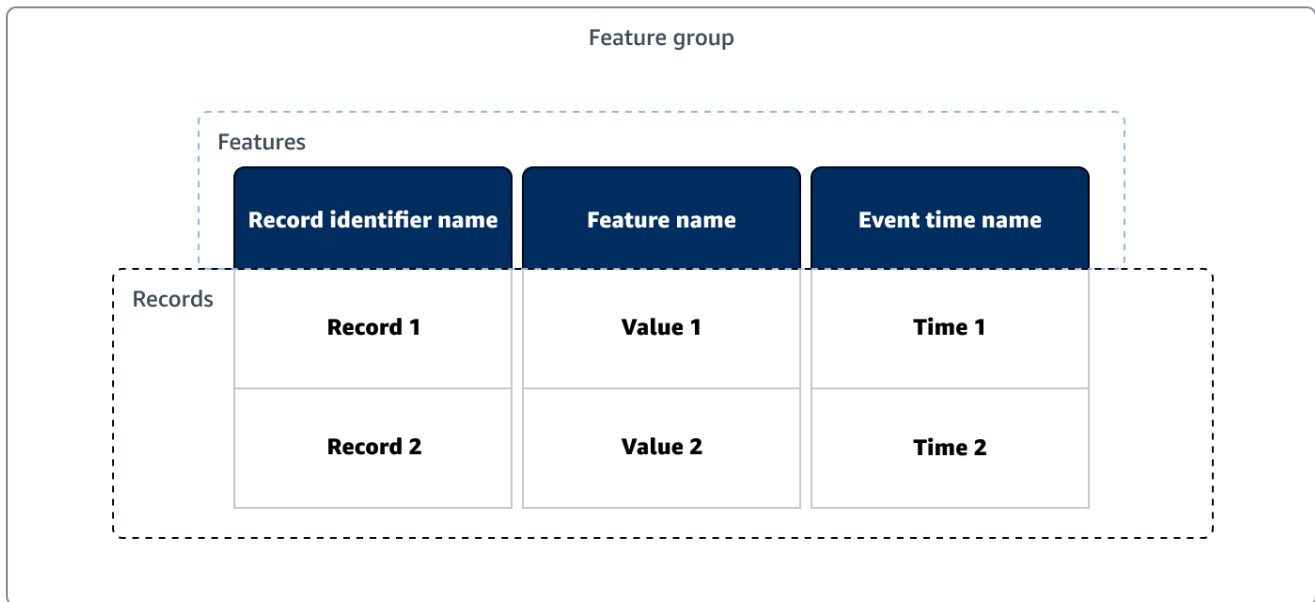 Feature group
Features
Record identifier name
Feature name
Event time name
Records
Record 1
Value 1
Time 1
Record 2
Value 2
Time 2